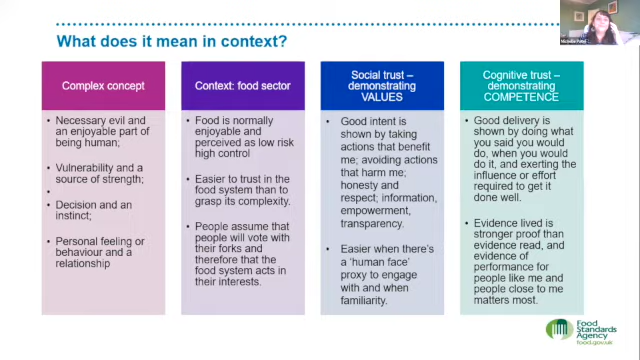 What does it mean in context?
Michelle Patel
Complex concept
• Necessary evil and
an enjoyable part of
being human;
• Vulnerability and a
source of strength;
•
• Decision and an
instinct;
• Personal feeling or
behaviour and a
relationship
Context: food sector
• Food is normally
enjoyable and
perceived as low risk
high control
• Easier to trust in the
food system than to
grasp its complexity.
• People assume that
people will vote with
their forks and
therefore that the
food system acts in
their interests.
Social trust –
demonstrating
VALUES
• Good intent is
shown by taking
actions that benefit
me; avoiding actions
that harm me;
honesty and
respect; information,
empowerment,
transparency.
• Easier when there's
a 'human face'
proxy to engage
with and when
familiarity.
Cognitive trust –
demonstrating
COMPETENCE
• Good delivery is
shown by doing what
you said you would
do, when you would
do it, and exerting the
influence or effort
required to get it
done well.
• Evidence lived is
stronger proof than
evidence read, and
evidence of
performance for
people like me and
people close to me
matters most.
Food
Standards
Agency
food.gov.uk